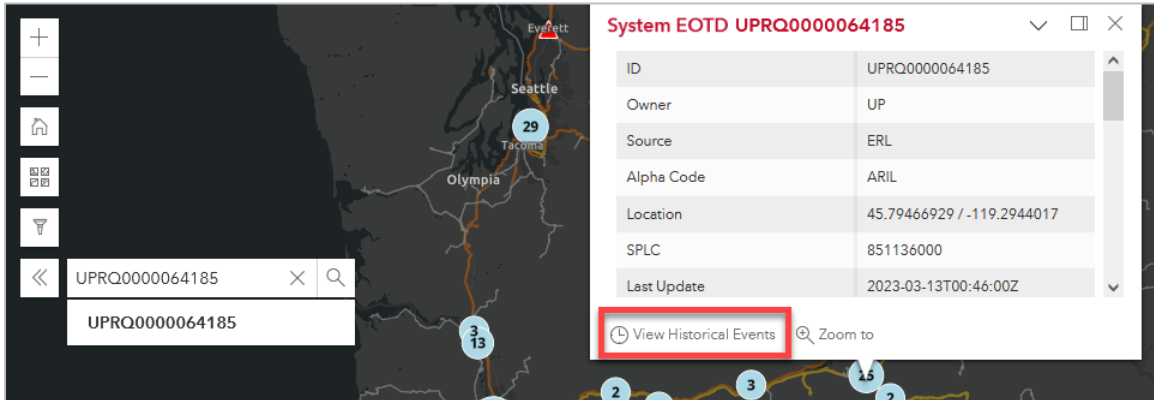 Everett
Seattle
29
Tacoma
Olympia
UPRQ0000064185
UPRQ0000064185
3
13
System EOTD UPRQ0000064185
ID UPRQ0000064185
Owner UP
Source ERL
Alpha Code ARIL
Location 45.79466929 / -119.2944017
SPLC 851136000
Last Update 2023-03-13T00:46:00Z
View Historical Events Zoom to
25
3
2
2